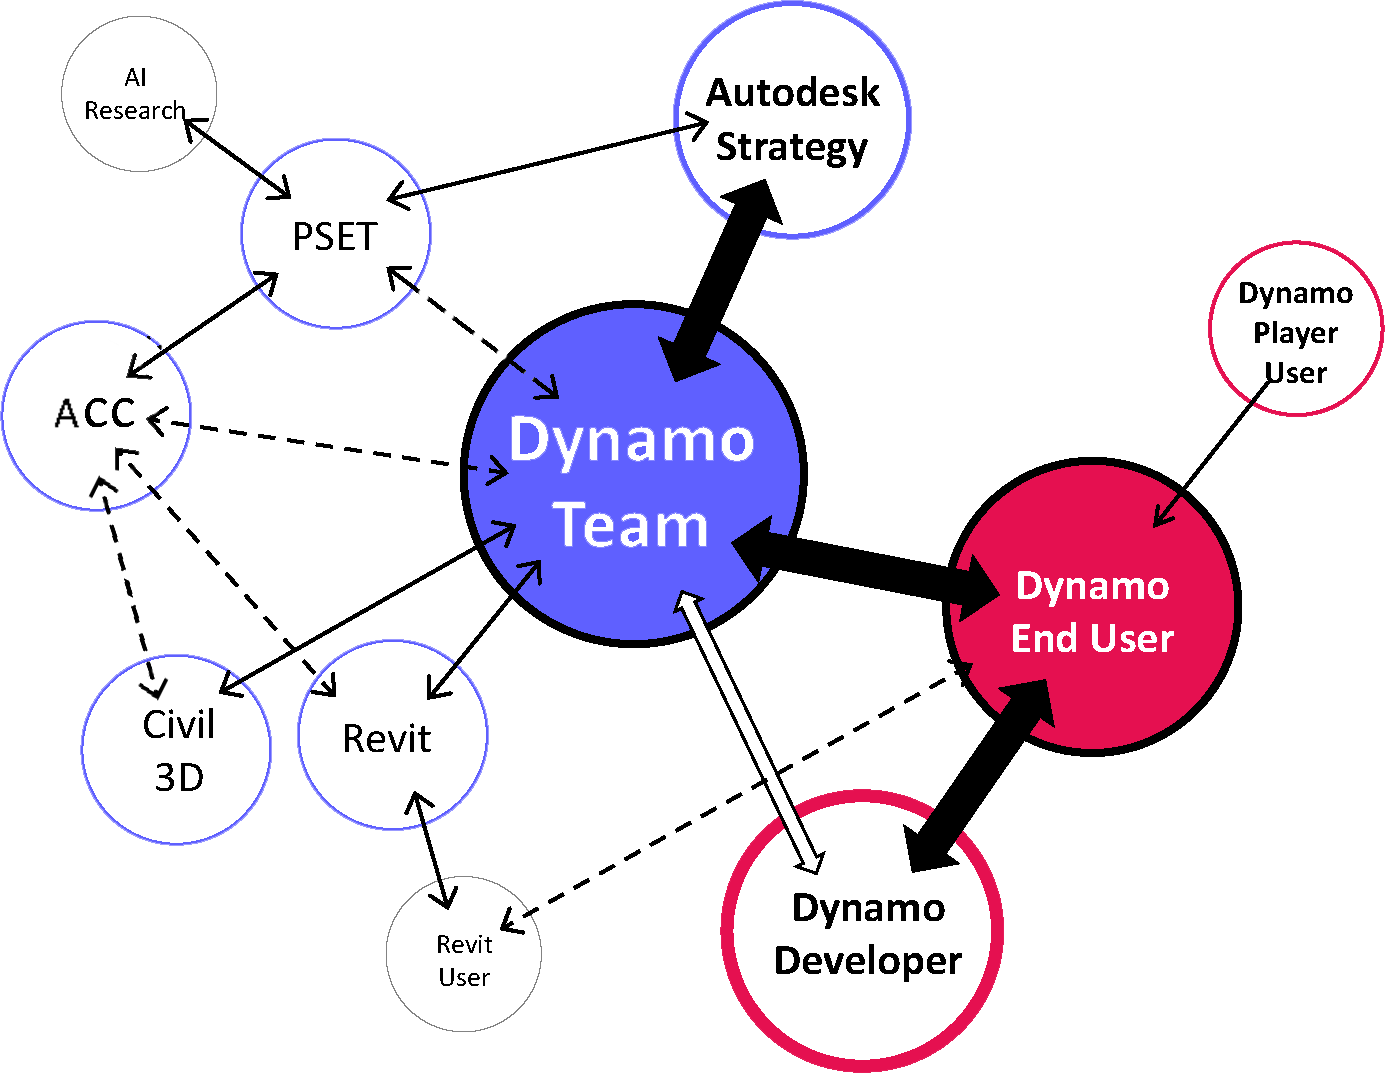 AI
Research
Autodesk
Strategy
PSET
Dynamo
Player
User
ACC
Dynamo
Team
Dynamo
End User
Civil
3D
Revit
Revit
User
Dynamo
Developer